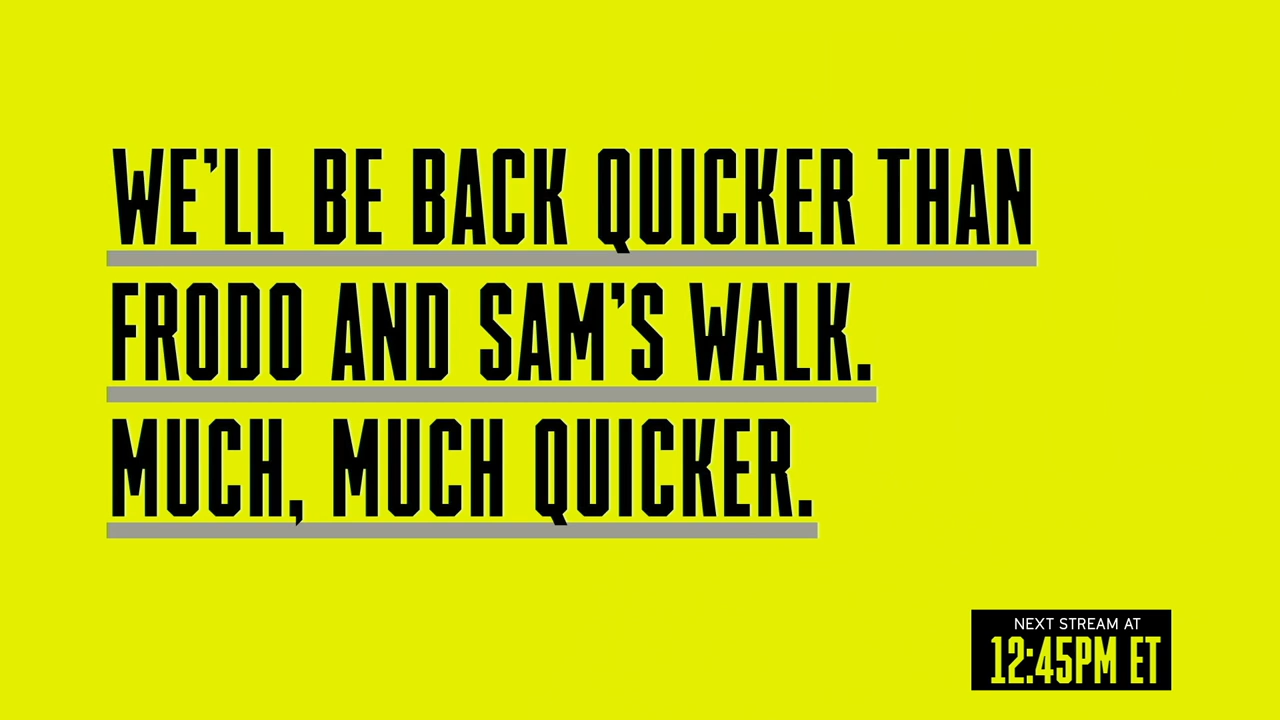 WE’LL BE BACK QUICKER THAN
FRODO AND SAM’S WALK.
MUCH, MUCH QUICKER.
NEXT STREAM AT
12:45PM ET